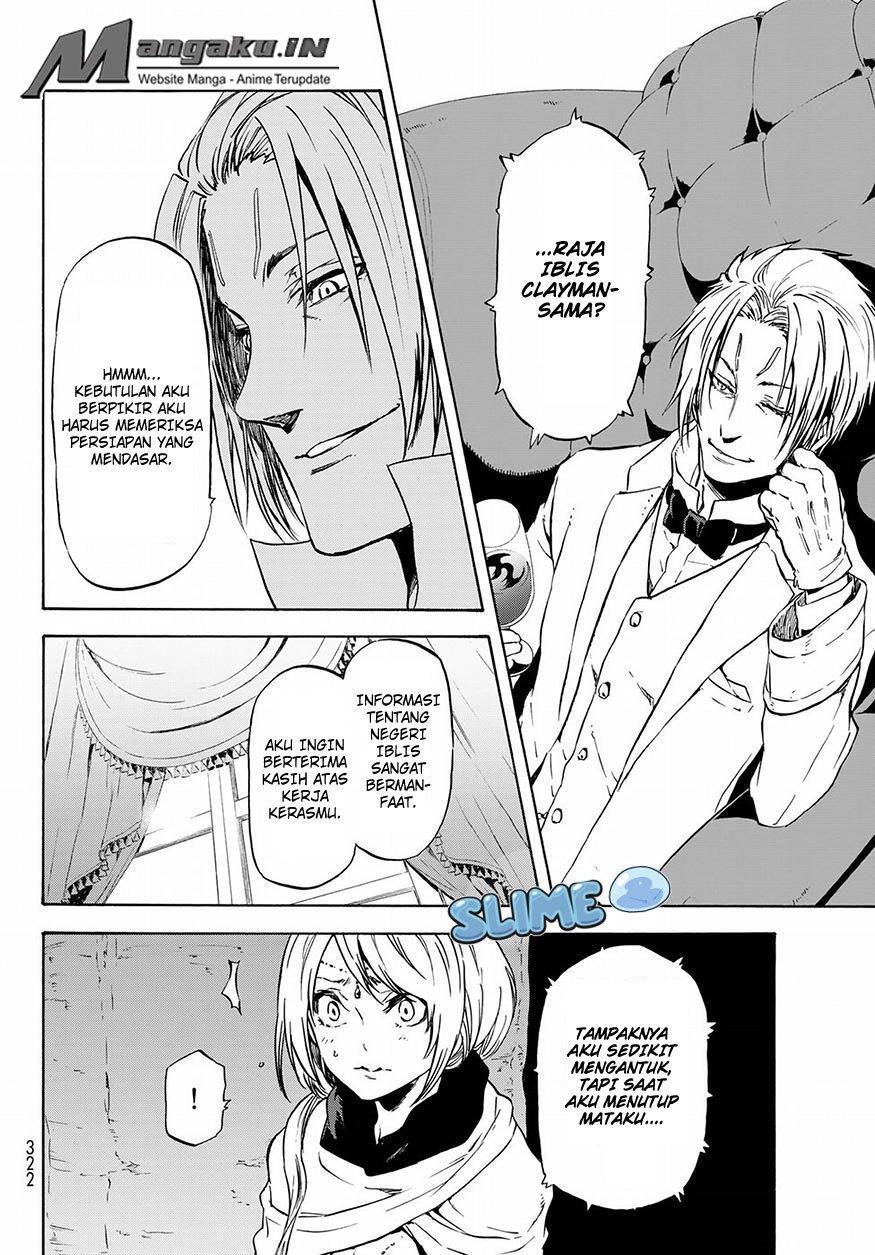 Mangaku.in
Website Manga - Anime Terupdate
...RAJA
IBLIS
CLAYMAN-
SAMA?
HMMM...
KEBUTULAN AKU
BERPIKIR AKU
HARUS MEMERIKSA
PERSIAPAN YANG
MENDASAR.
INFORMASI
TENTANG
NEGERI
IBLIS
SANGAT
BERMAN-
FAAT.
AKU INGIN
BERTERIMA
KASIH ATAS
KERJA
KERASMU.
SLIME
TAMPAKNYA
AKU SEDIKIT
MENGANTUK,
TAPI SAAT
AKU MENUTUP
MATAKU....
!
322